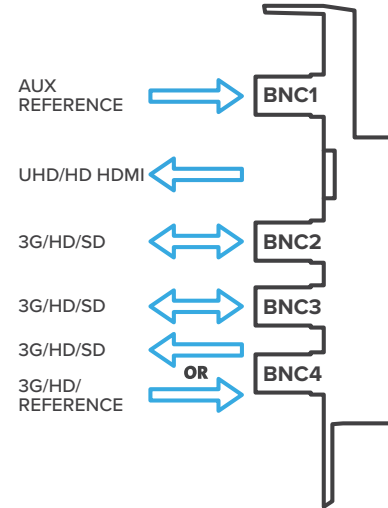 AUX
REFERENCE
BNC1
UHD/HD HDMI
3G/HD/SD
BNC2
3G/HD/SD
BNC3
3G/HD/SD
OR
BNC4
3G/HD/
REFERENCE